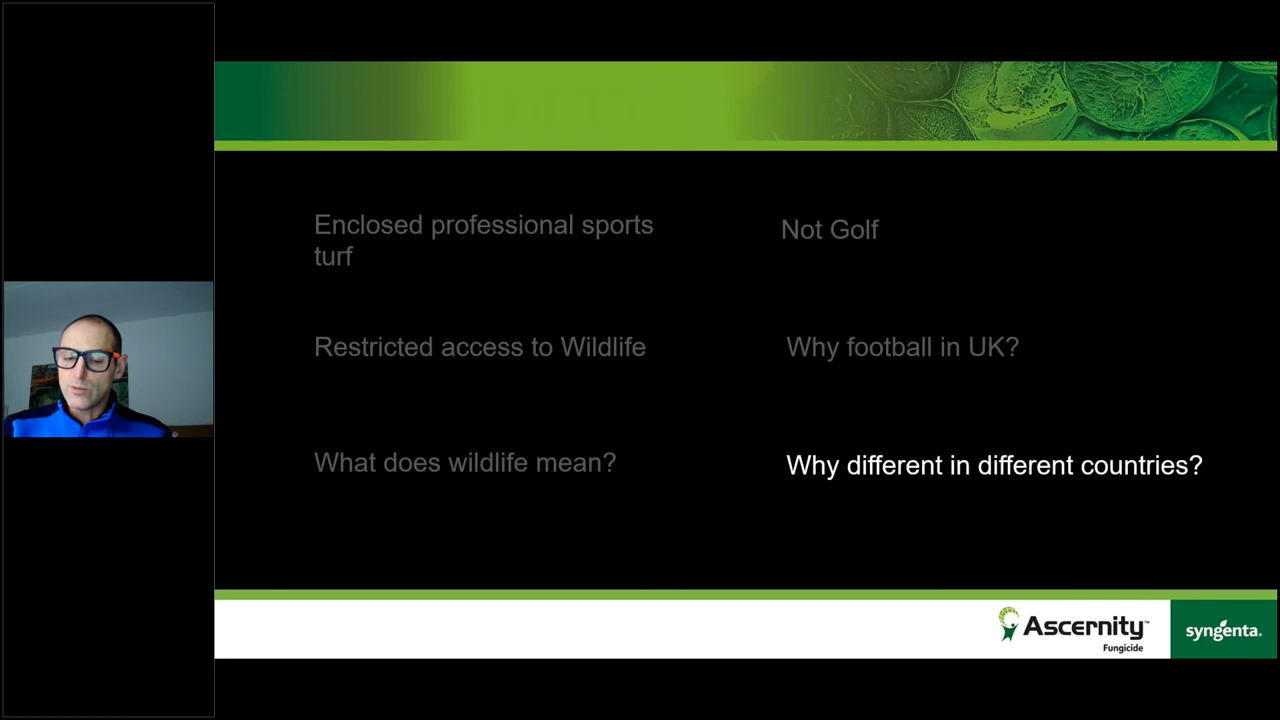 Enclosed professional sports
turf
Not Golf
Restricted access to Wildlife
Why football in UK?
What does wildlife mean?
Why different in different countries?
Ascernity™
Fungicide
syngenta.